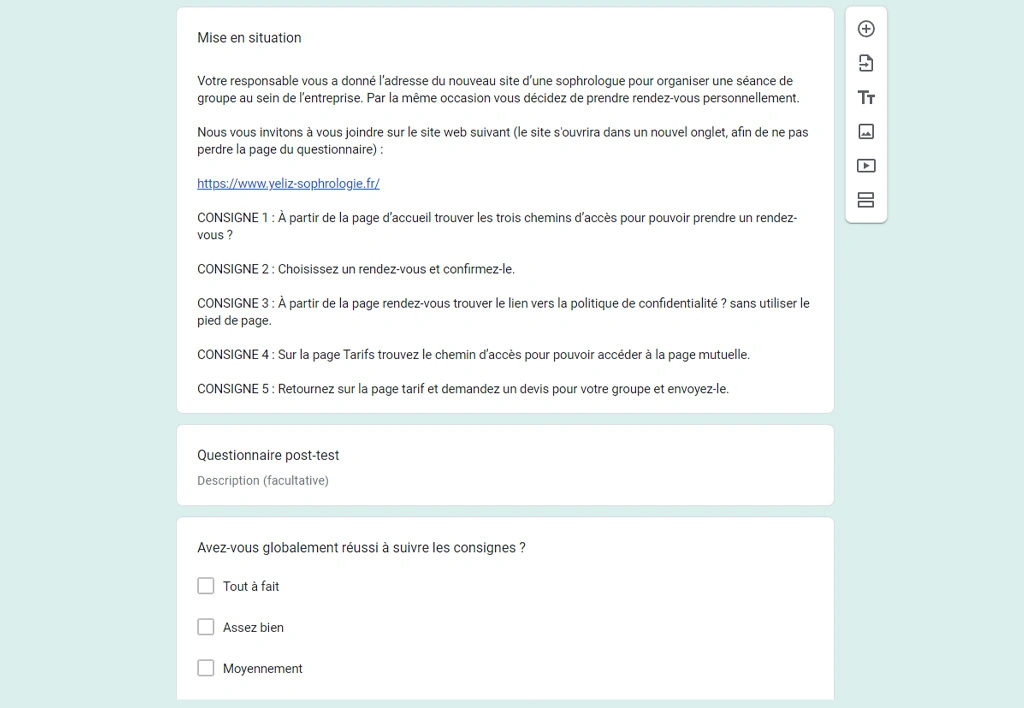 Mise en situation
Votre responsable vous a donné l’adresse du nouveau site d’une sophrologue pour organiser une séance de
groupe au sein de l’entreprise. Par la même occasion vous décidez de prendre rendez-vous personnellement.
Nous vous invitons à vous joindre sur le site web suivant (le site s'ouvrira dans un nouvel onglet, afin de ne pas
perdre la page du questionnaire) :
https://www.yeliz-sophrologie.fr/
CONSIGNE 1 : À partir de la page d’accueil trouver les trois chemins d’accès pour pouvoir prendre un rendez-
vous ?
CONSIGNE 2 : Choisissez un rendez-vous et confirmez-le.
CONSIGNE 3 : À partir de la page rendez-vous trouver le lien vers la politique de confidentialité ? sans utiliser le
pied de page.
CONSIGNE 4 : Sur la page Tarifs trouvez le chemin d’accès pour pouvoir accéder à la page mutuelle.
CONSIGNE 5 : Retournez sur la page tarif et demandez un devis pour votre groupe et envoyez-le.
Questionnaire post-test
Description (facultative)
Avez-vous globalement réussi à suivre les consignes ?
Tout à fait
Assez bien
Moyennement